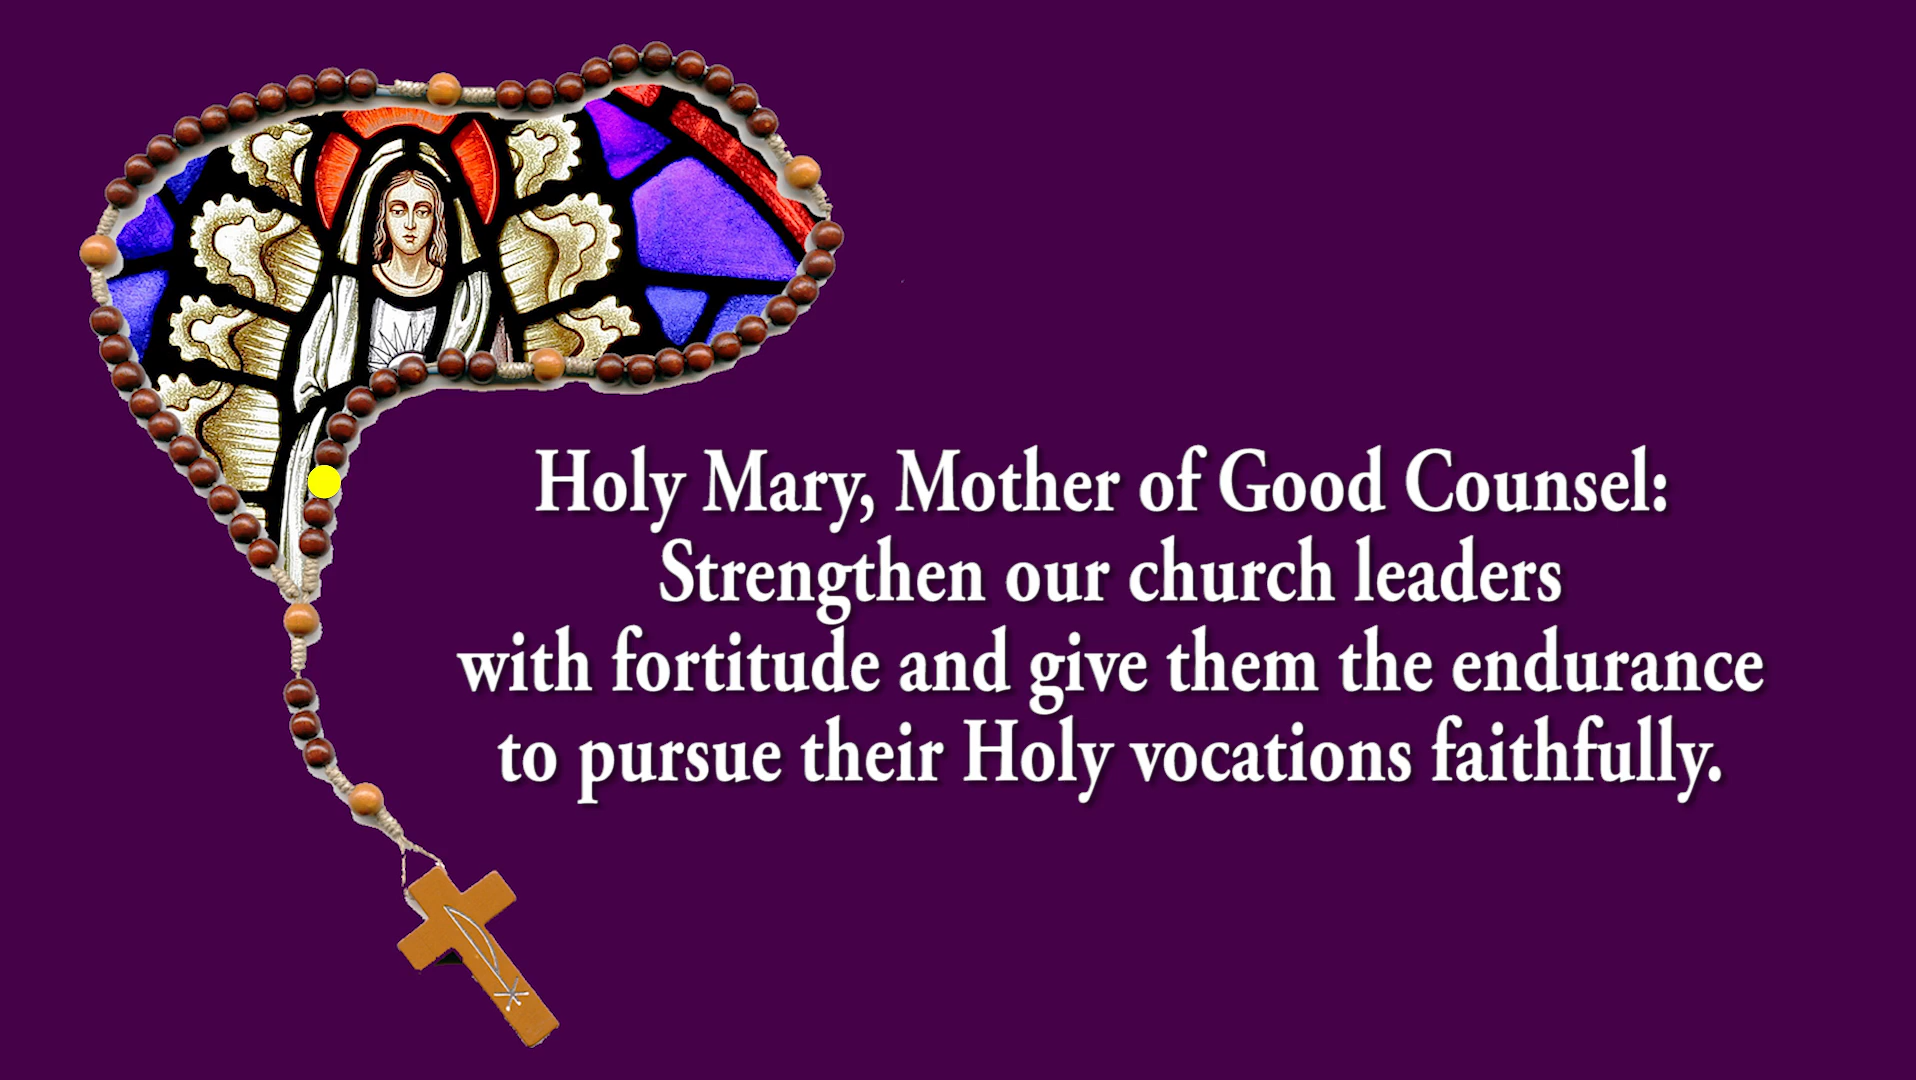 Holy Mary, Mother of Good Counsel:
Strengthen our church leaders
with fortitude and give them the endurance
to pursue their Holy vocations faithfully.